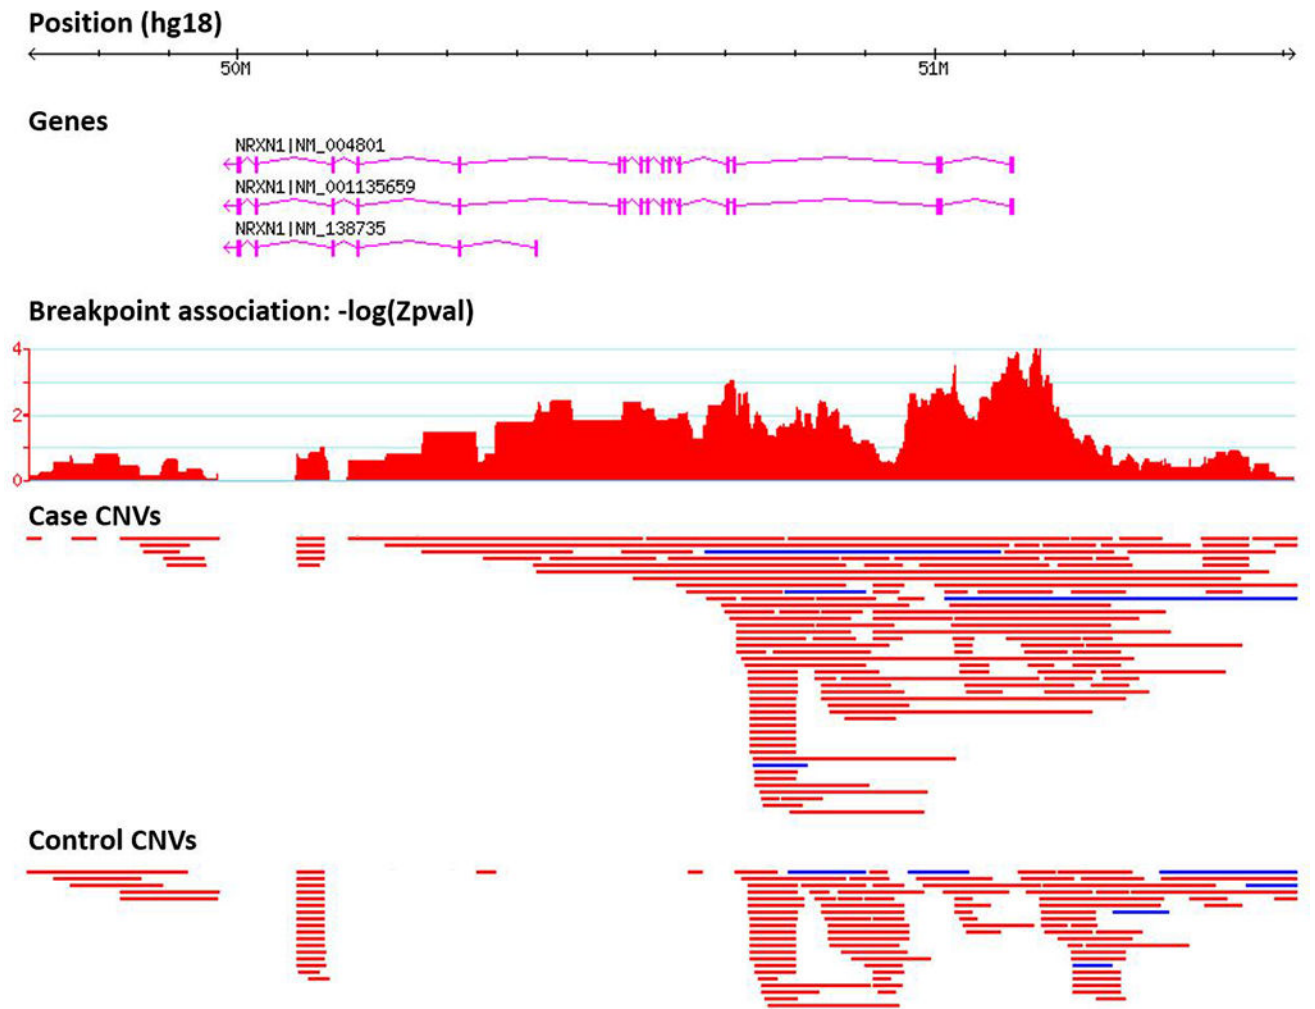 Position (hg18)
50M 51M
Genes
NRXN1|NM_004801
NRXN1|NM_001135659
NRXN1|NM_138735
Breakpoint association: -log(Zpval)
4
2
0
Case CNVs
Control CNVs